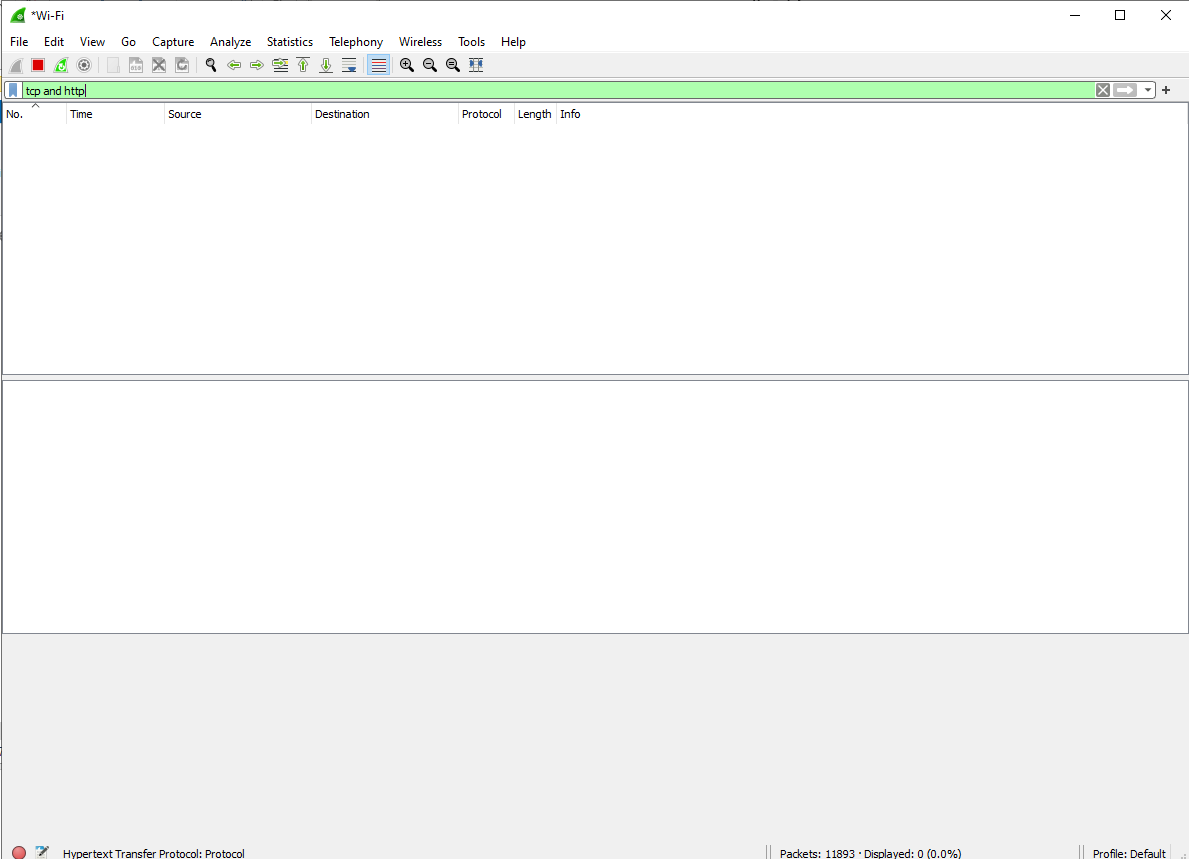 *Wi-Fi
File Edit View Go Capture Analyze Statistics Telephony Wireless Tools Help
tcp and http
No. Time Source Destination Protocol Length Info
Hypertext Transfer Protocol: Protocol Packets: 11893 · Displayed: 0 (0.0%) Profile: Default